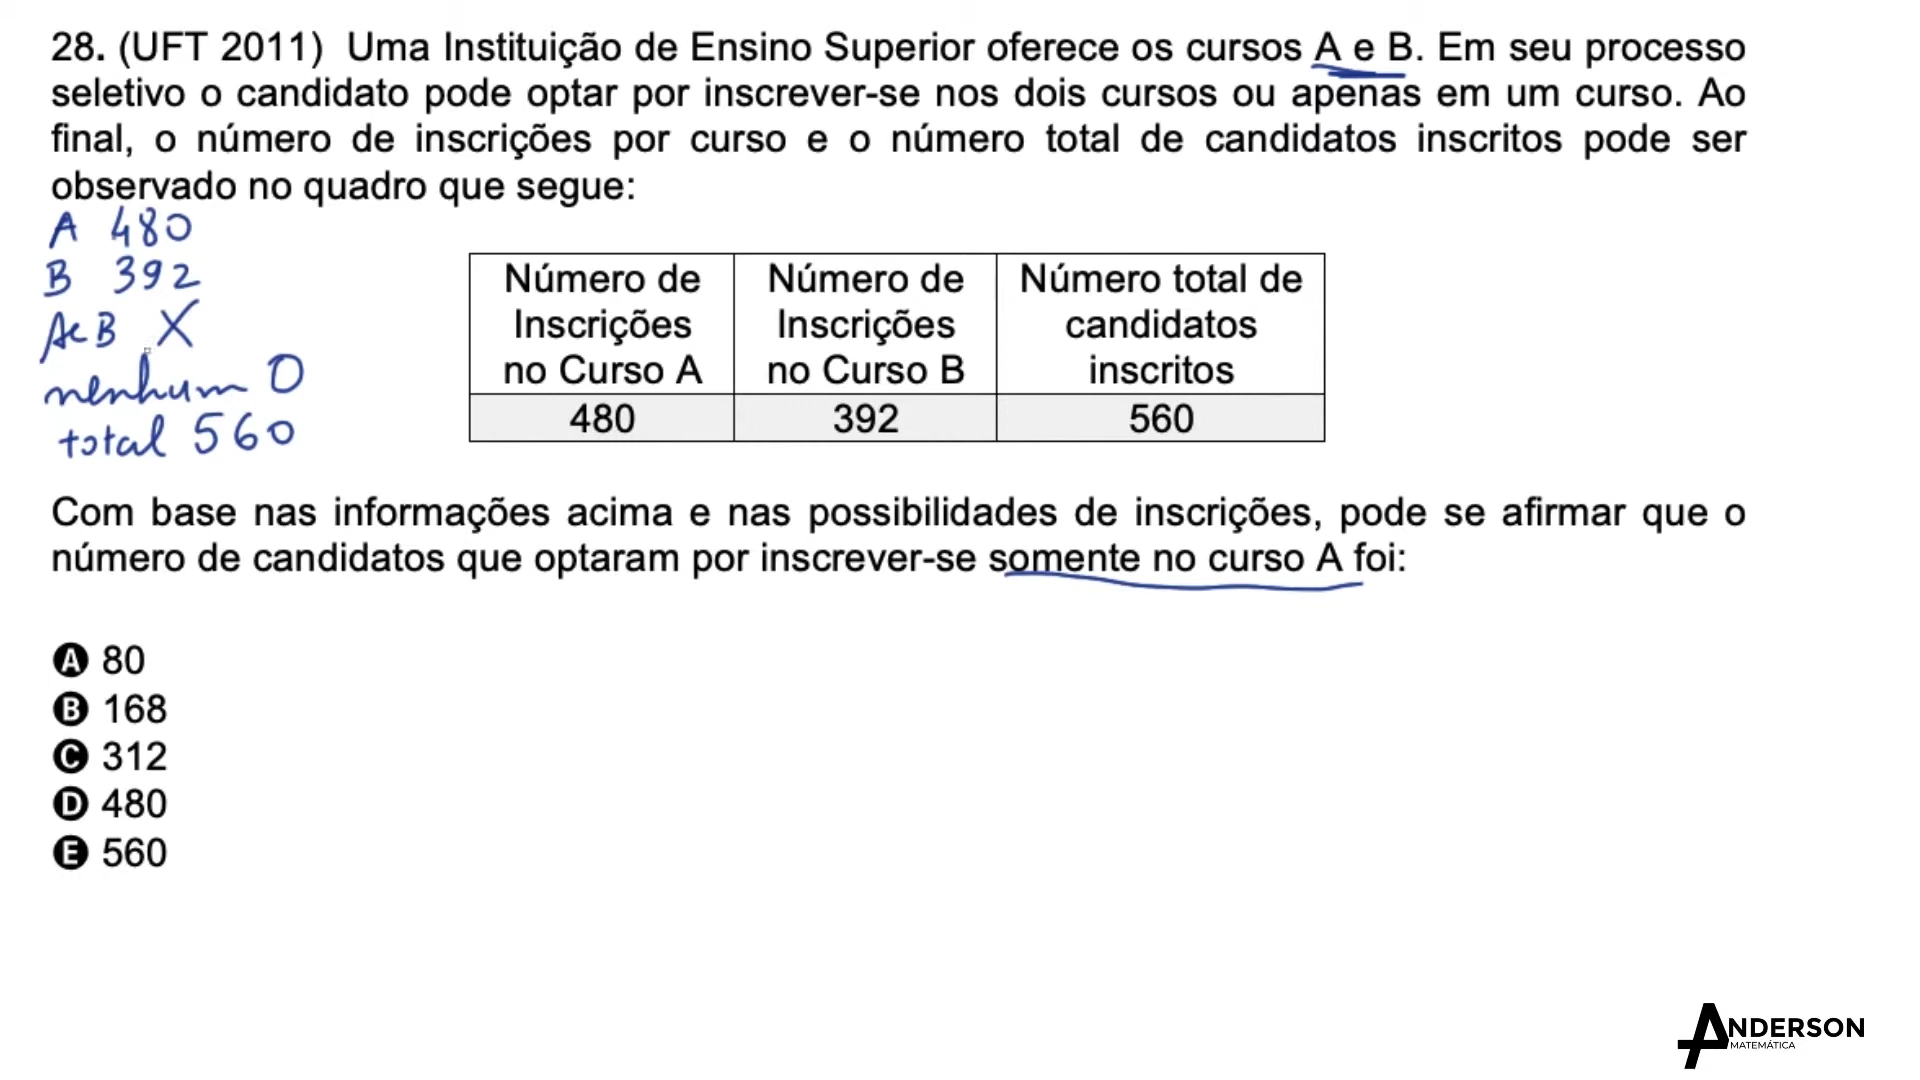 28. (UFT 2011) Uma Instituição de Ensino Superior oferece os cursos A e B. Em seu processo
seletivo o candidato pode optar por inscrever-se nos dois cursos ou apenas em um curso. Ao
final, o número de inscrições por curso e o número total de candidatos inscritos pode ser
observado no quadro que segue:
A 480
B 392
A e B X
nenhum 0
total 560
Número de Inscrições no Curso A
Número de Inscrições no Curso B
Número total de candidatos inscritos
480 392 560
Com base nas informações acima e nas possibilidades de inscrições, pode se afirmar que o
número de candidatos que optaram por inscrever-se somente no curso A foi:
A 80
B 168
C 312
D 480
E 560
ANDERSON
MATEMÁTICA